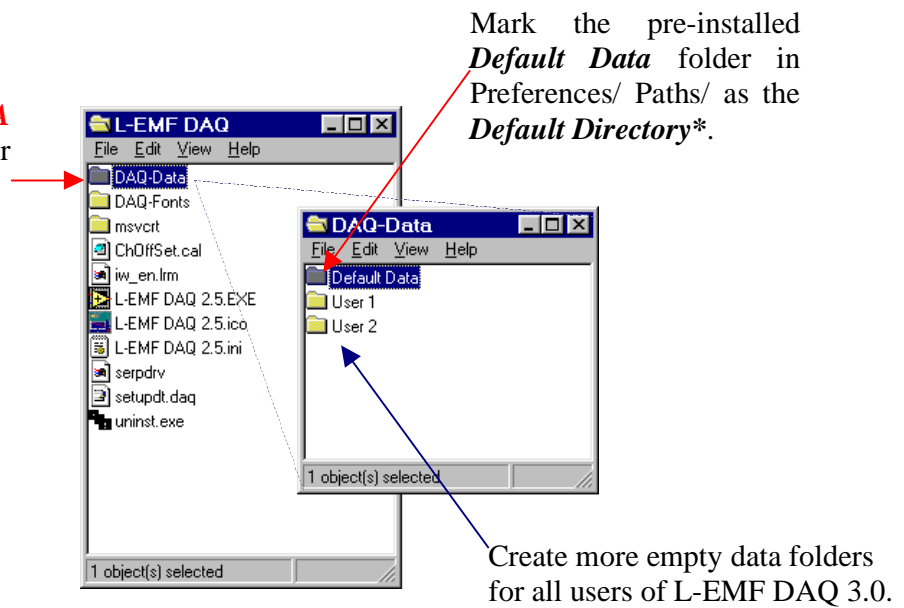 Mark the pre-installed
Default Data folder in
Preferences/ Paths/ as the
Default Directory*.
A
r
L-EMF DAQ
File Edit View Help
DAQ-Data
DAQ-Fonts
msvcrt
ChOffSet.cal
iw_en.lrm
L-EMF DAQ 2.5.EXE
L-EMF DAQ 2.5.ico
L-EMF DAQ 2.5.ini
serpdrv
setupdt.daq
uninst.exe
1 object(s) selected
DAQ-Data
File Edit View Help
Default Data
User 1
User 2
1 object(s) selected
Create more empty data folders
for all users of L-EMF DAQ 3.0.